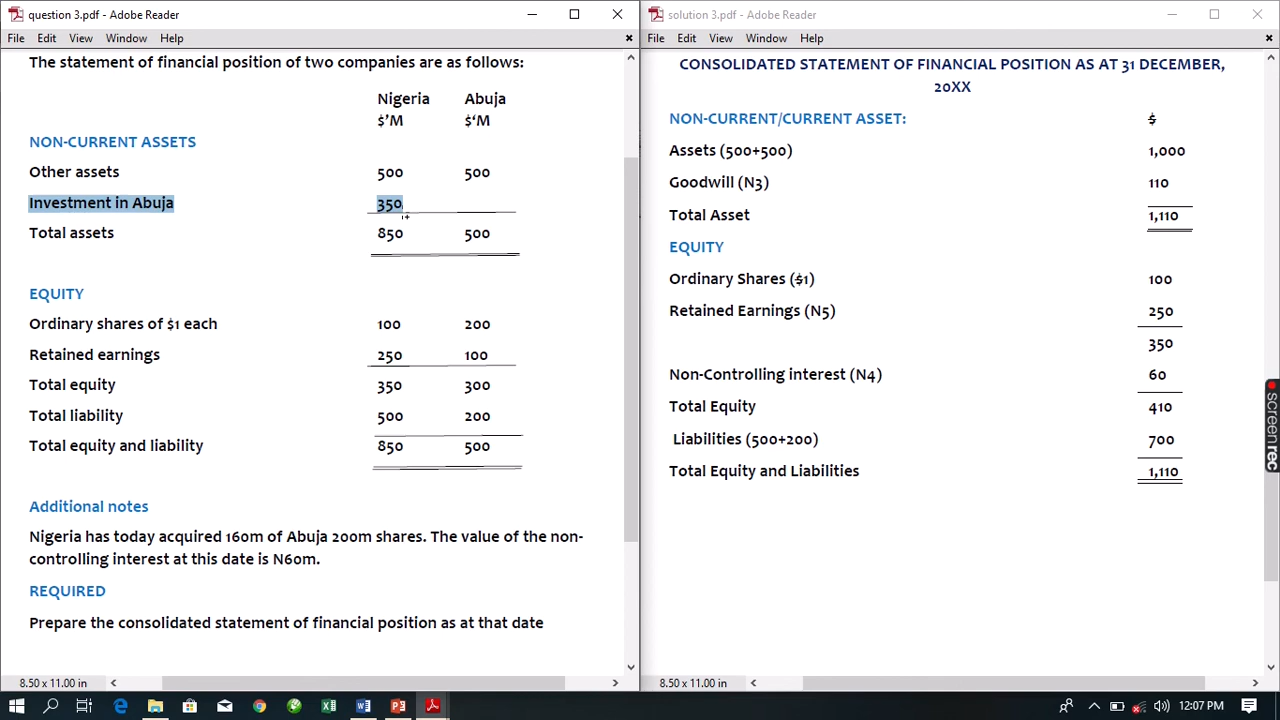 question 3.pdf - Adobe Reader
File Edit View Window Help
The statement of financial position of two companies are as follows:
Nigeria Abuja
$'M $'M
NON-CURRENT ASSETS
Other assets 500 500
Investment in Abuja 350
Total assets 850 500
EQUITY
Ordinary shares of $1 each 100 200
Retained earnings 250 100
Total equity 350 300
Total liability 500 200
Total equity and liability 850 500
Additional notes
Nigeria has today acquired 160m of Abuja 200m shares. The value of the non-
controlling interest at this date is N60m.
REQUIRED
Prepare the consolidated statement of financial position as at that date
8.50 x 11.00 in
solution 3.pdf - Adobe Reader
File Edit View Window Help
CONSOLIDATED STATEMENT OF FINANCIAL POSITION AS AT 31 DECEMBER,
20XX
NON-CURRENT/CURRENT ASSET: $
Assets (500+500) 1,000
Goodwill (N3) 110
Total Asset 1,110
EQUITY
Ordinary Shares ($1) 100
Retained Earnings (N5) 250
350
Non-Controlling interest (N4) 60
Total Equity 410
Liabilities (500+200) 700
Total Equity and Liabilities 1,110
8.50 x 11.00 in
screenrec
12:07 PM